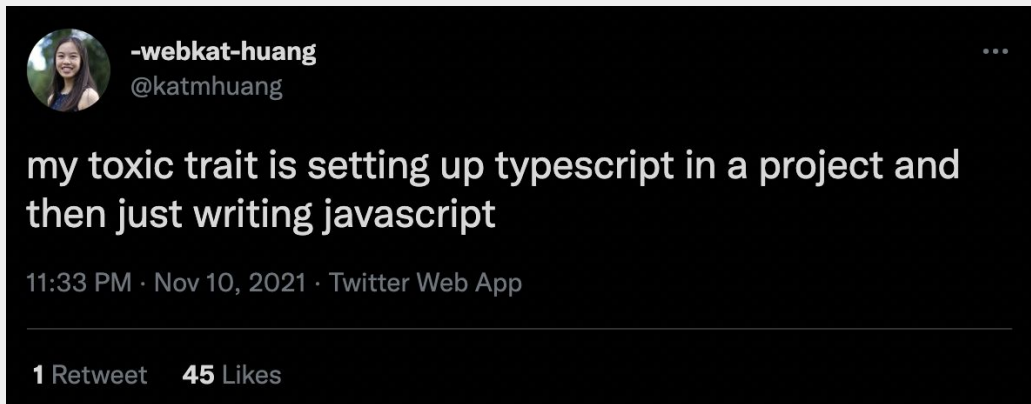 -webkat-huang
@katmhuang
my toxic trait is setting up typescript in a project and
then just writing javascript
11:33 PM · Nov 10, 2021 · Twitter Web App
1 Retweet 45 Likes